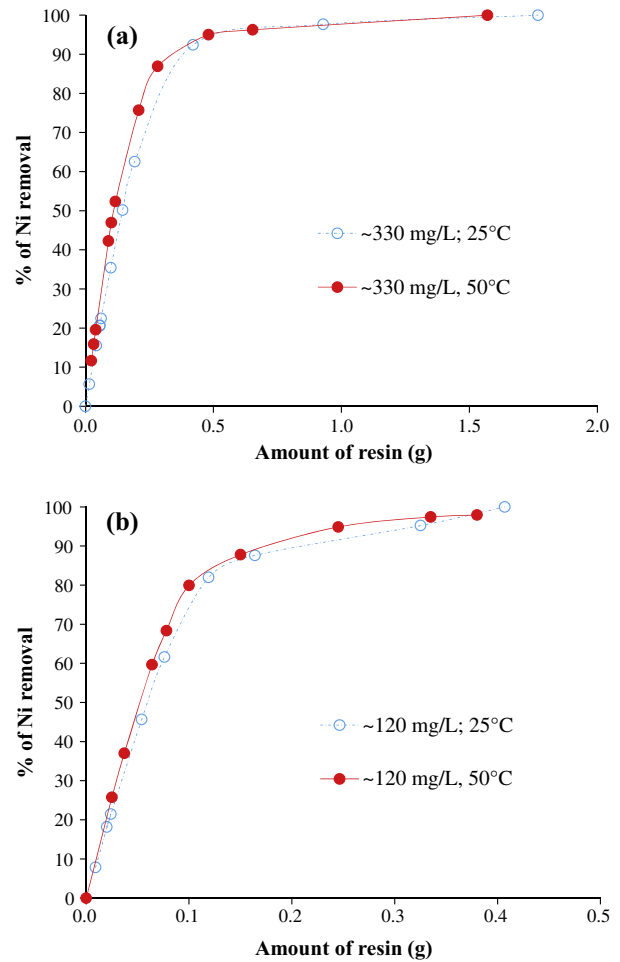 100
(a)
90
80
70
60
50
40
30
20
10
0
% of Ni removal
~330 mg/L; 25°C
~330 mg/L, 50°C
0.0 0.5 1.0 1.5 2.0
Amount of resin (g)
100
(b)
90
80
70
60
50
40
30
20
10
0
% of Ni removal
~120 mg/L; 25°C
~120 mg/L, 50°C
0.0 0.1 0.2 0.3 0.4 0.5
Amount of resin (g)